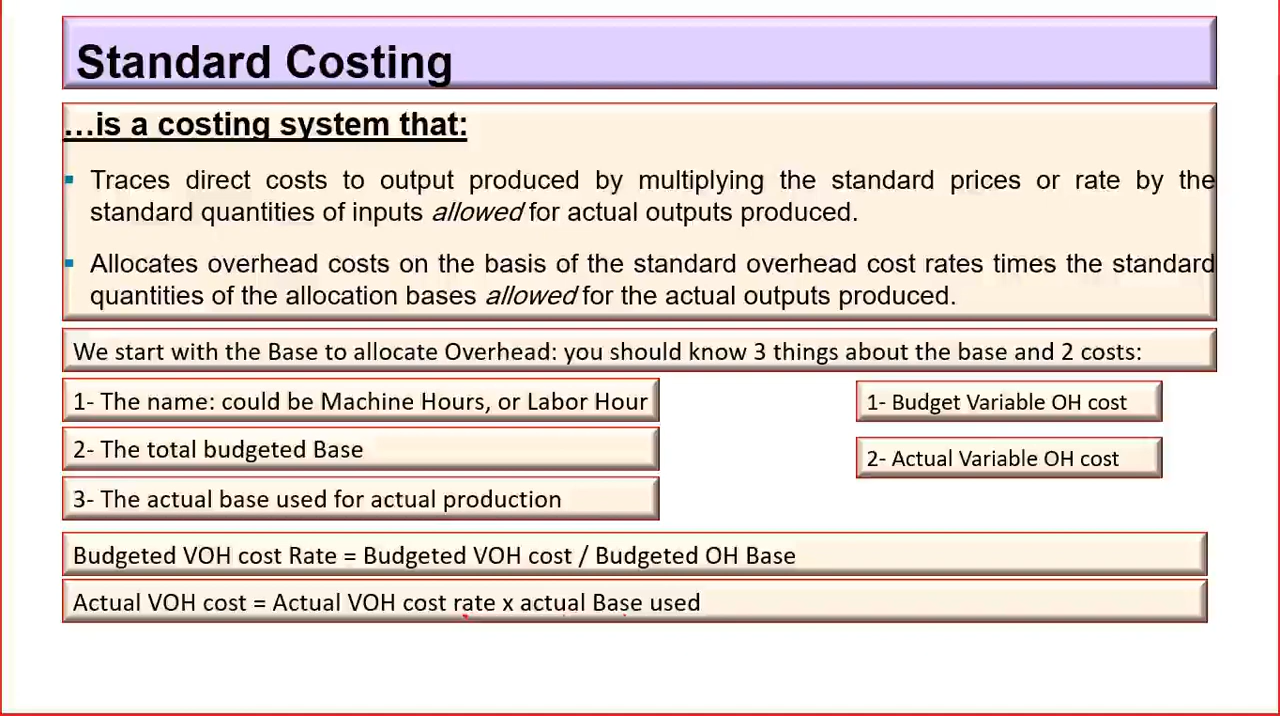 Standard Costing
…is a costing system that:
▪ Traces direct costs to output produced by multiplying the standard prices or rate by the
standard quantities of inputs allowed for actual outputs produced.
▪ Allocates overhead costs on the basis of the standard overhead cost rates times the standard
quantities of the allocation bases allowed for the actual outputs produced.
We start with the Base to allocate Overhead: you should know 3 things about the base and 2 costs:
1- The name: could be Machine Hours, or Labor Hour
2- The total budgeted Base
3- The actual base used for actual production
1- Budget Variable OH cost
2- Actual Variable OH cost
Budgeted VOH cost Rate = Budgeted VOH cost / Budgeted OH Base
Actual VOH cost = Actual VOH cost rate x actual Base used